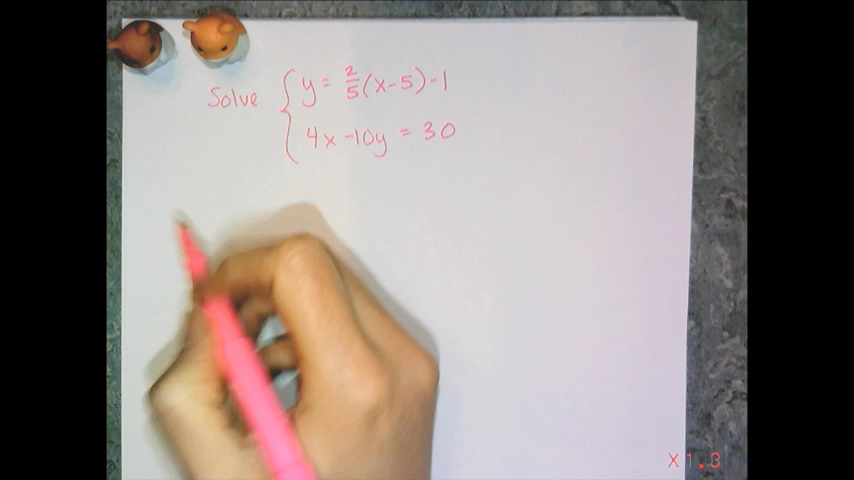 Solve { y = 2/5 (x-5) -1
4x -10y = 30
X1.3